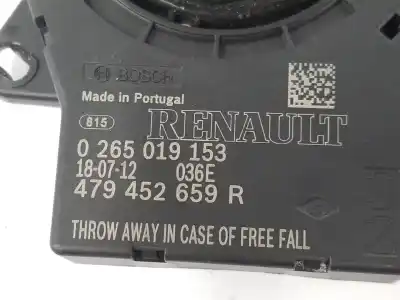 BOSCH
Made in Portugal
815
RENAULT
0 265 019 153
18-07-12 036E
479 452 659 R
THROW AWAY IN CASE OF FREE FALL